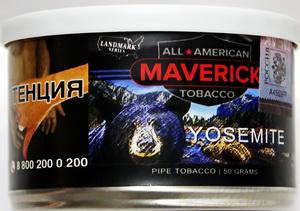 LANDMARK
SERIES
ALL★AMERICAN
MAVERICK
TOBACCO
ТЕНЦИЯ
YOSEMITE
8 800 200 0 200
PIPE TOBACCO | 50 GRAMS